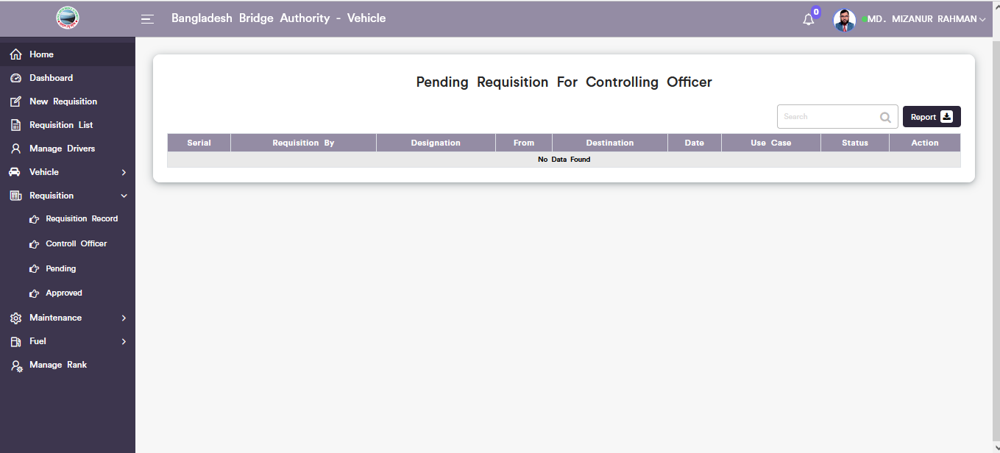 Bangladesh Bridge Authority - Vehicle
0
MD. MIZANUR RAHMAN
Home
Dashboard
New Requisition
Requisition List
Manage Drivers
Vehicle
Requisition
Requisition Record
Controll Officer
Pending
Approved
Maintenance
Fuel
Manage Rank
Pending Requisition For Controlling Officer
Search
Report
Serial Requisition By Designation From Destination Date Use Case Status Action
No Data Found